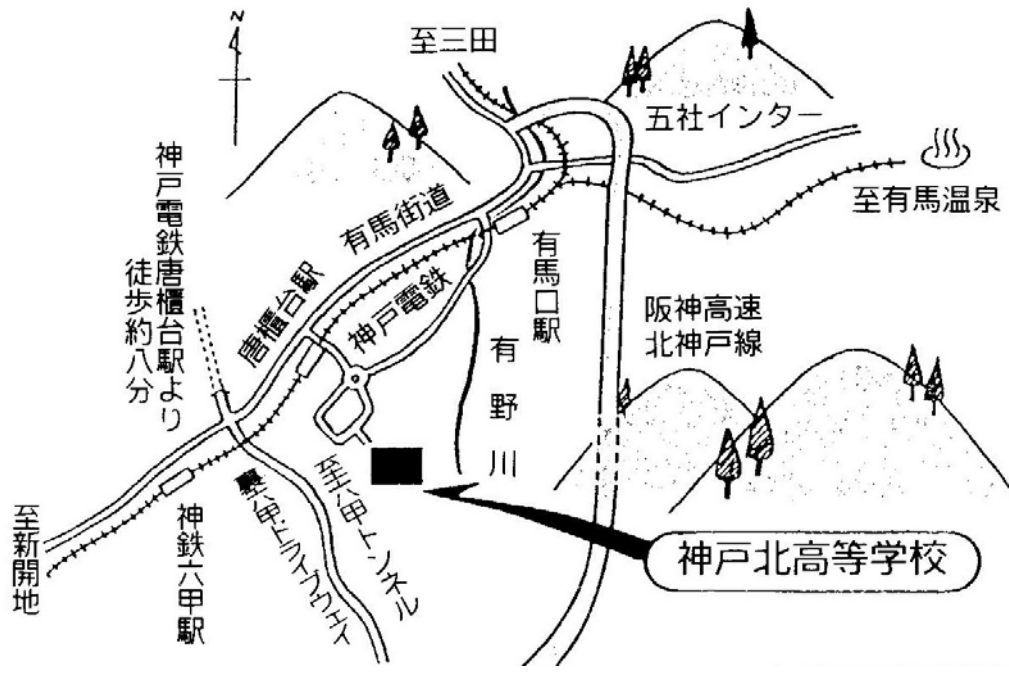 N
至三田
五社インター
至有馬温泉
神戸電鉄唐櫃台駅より
徒歩約八分
有馬街道
唐櫃台駅
神戸電鉄
有馬口駅
有野川
阪神高速
北神戸線
至新開地
神鉄六甲駅
六甲ドライブウェイ
至六甲トンネル
神戸北高等学校